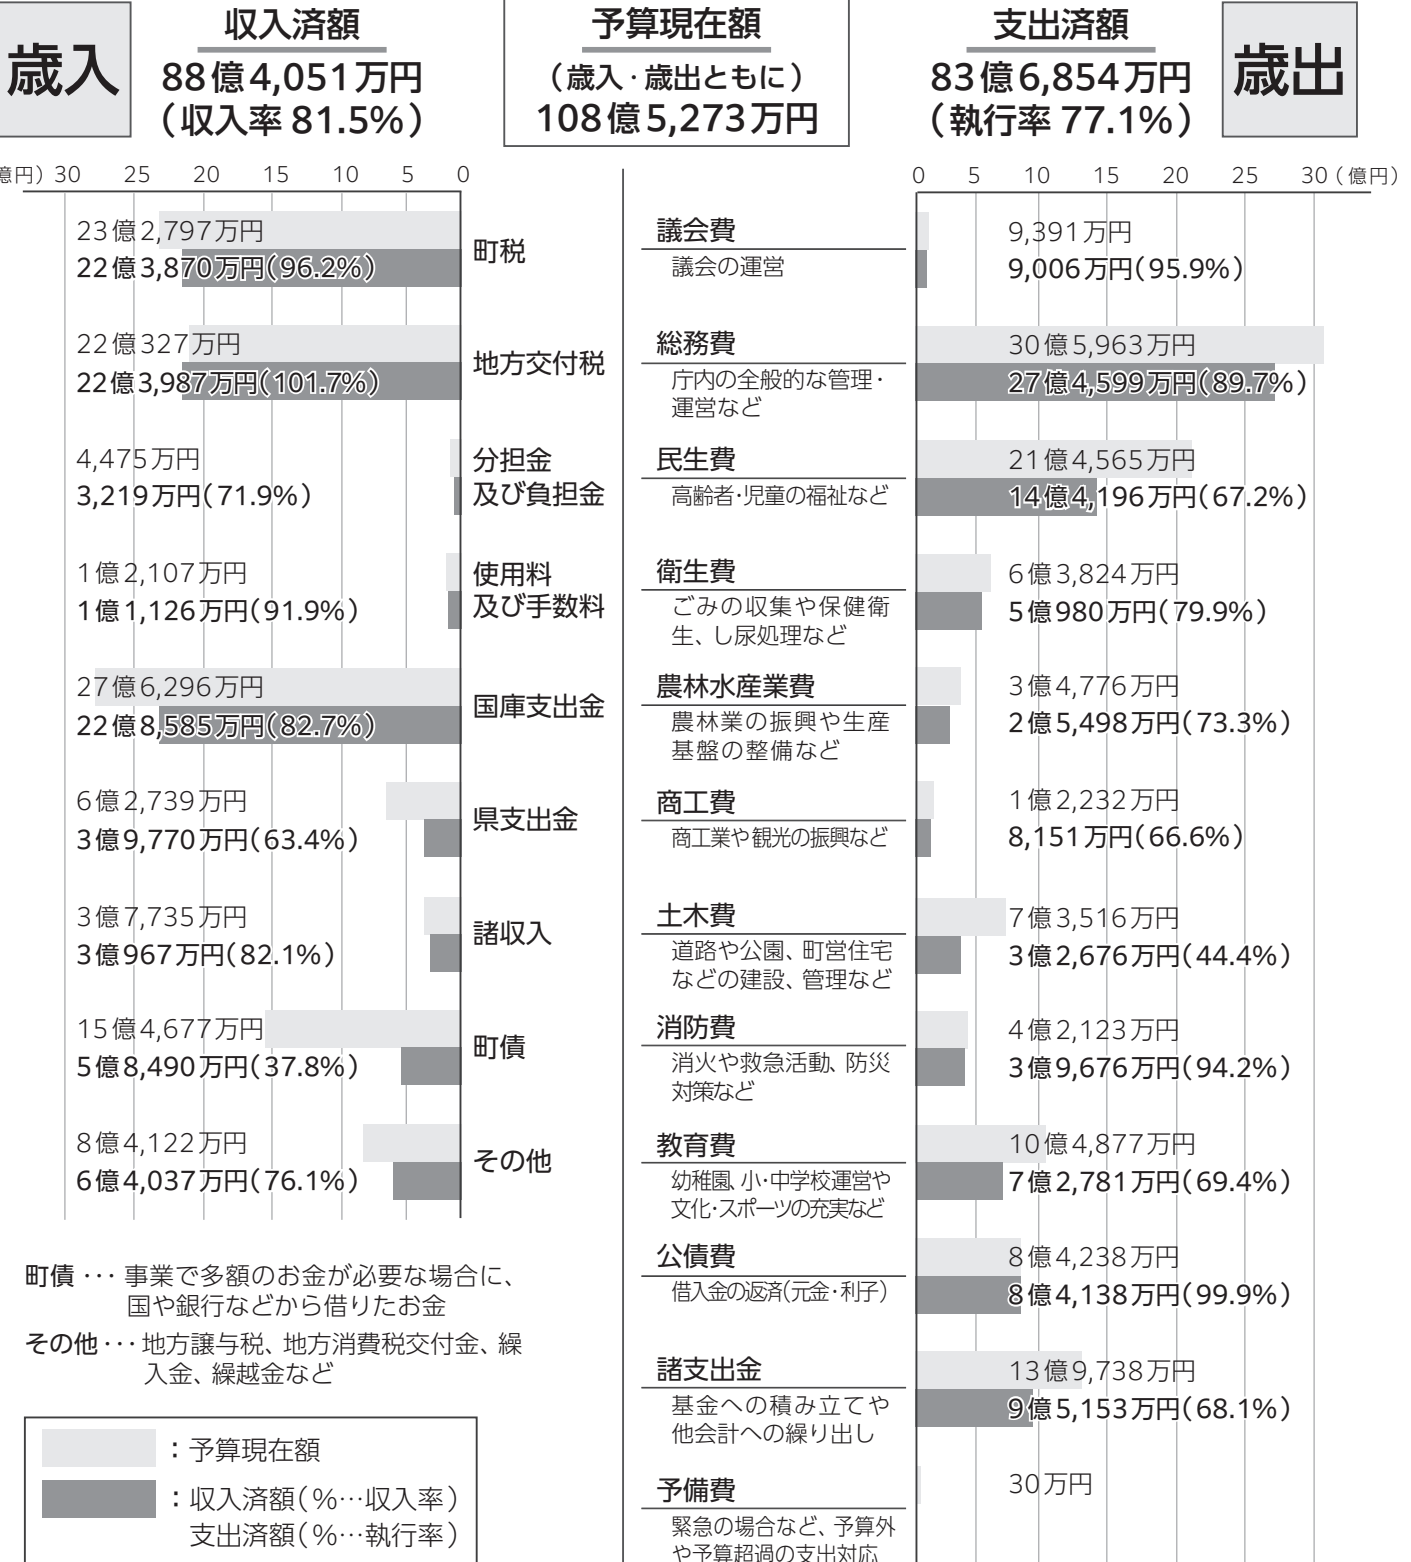 歳入
収入済額
88億4,051万円
(収入率 81.5%)
予算現在額
(歳入・歳出ともに)
108億5,273万円
支出済額
83億6,854万円
(執行率 77.1%)
歳出
億円) 30 25 20 15 10 5 0
23億2,797万円
22億3,870万円(96.2%)
町税
22億327万円
22億3,987万円(101.7%)
地方交付税
4,475万円
3,219万円(71.9%)
分担金
及び負担金
1億2,107万円
1億1,126万円(91.9%)
使用料
及び手数料
27億6,296万円
22億8,585万円(82.7%)
国庫支出金
6億2,739万円
3億9,770万円(63.4%)
県支出金
3億7,735万円
3億967万円(82.1%)
諸収入
15億4,677万円
5億8,490万円(37.8%)
町債
8億4,122万円
6億4,037万円(76.1%)
その他
町債･･･事業で多額のお金が必要な場合に、
国や銀行などから借りたお金
その他･･･地方譲与税、地方消費税交付金、繰
入金、繰越金など
：予算現在額
：収入済額(%…収入率)
支出済額(%…執行率)
0 5 10 15 20 25 30(億円)
議会費
議会の運営
9,391万円
9,006万円(95.9%)
総務費
庁内の全般的な管理・
運営など
30億5,963万円
27億4,599万円(89.7%)
民生費
高齢者・児童の福祉など
21億4,565万円
14億4,196万円(67.2%)
衛生費
ごみの収集や保健衛
生、し尿処理など
6億3,824万円
5億980万円(79.9%)
農林水産業費
農林業の振興や生産
基盤の整備など
3億4,776万円
2億5,498万円(73.3%)
商工費
商工業や観光の振興など
1億2,232万円
8,151万円(66.6%)
土木費
道路や公園、町営住宅
などの建設、管理など
7億3,516万円
3億2,676万円(44.4%)
消防費
消火や救急活動、防災
対策など
4億2,123万円
3億9,676万円(94.2%)
教育費
幼稚園、小・中学校運営や
文化・スポーツの充実など
10億4,877万円
7億2,781万円(69.4%)
公債費
借入金の返済(元金・利子)
8億4,238万円
8億4,138万円(99.9%)
諸支出金
基金への積み立てや
他会計への繰り出し
13億9,738万円
9億5,153万円(68.1%)
予備費
緊急の場合など、予算外
や予算超過の支出対応
30万円